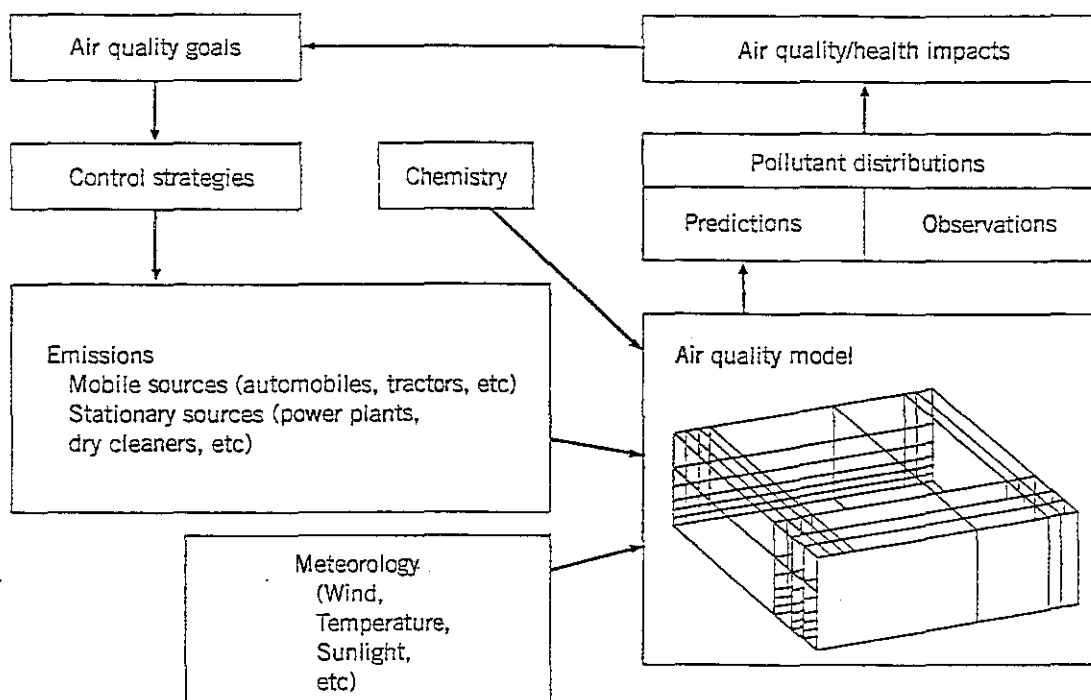 Air quality goals
Air quality/health impacts
Control strategies
Chemistry
Pollutant distributions
Predictions
Observations
Emissions
Mobile sources (automobiles, tractors, etc)
Stationary sources (power plants,
dry cleaners, etc)
Air quality model
Meteorology
(Wind,
Temperature,
Sunlight,
etc)